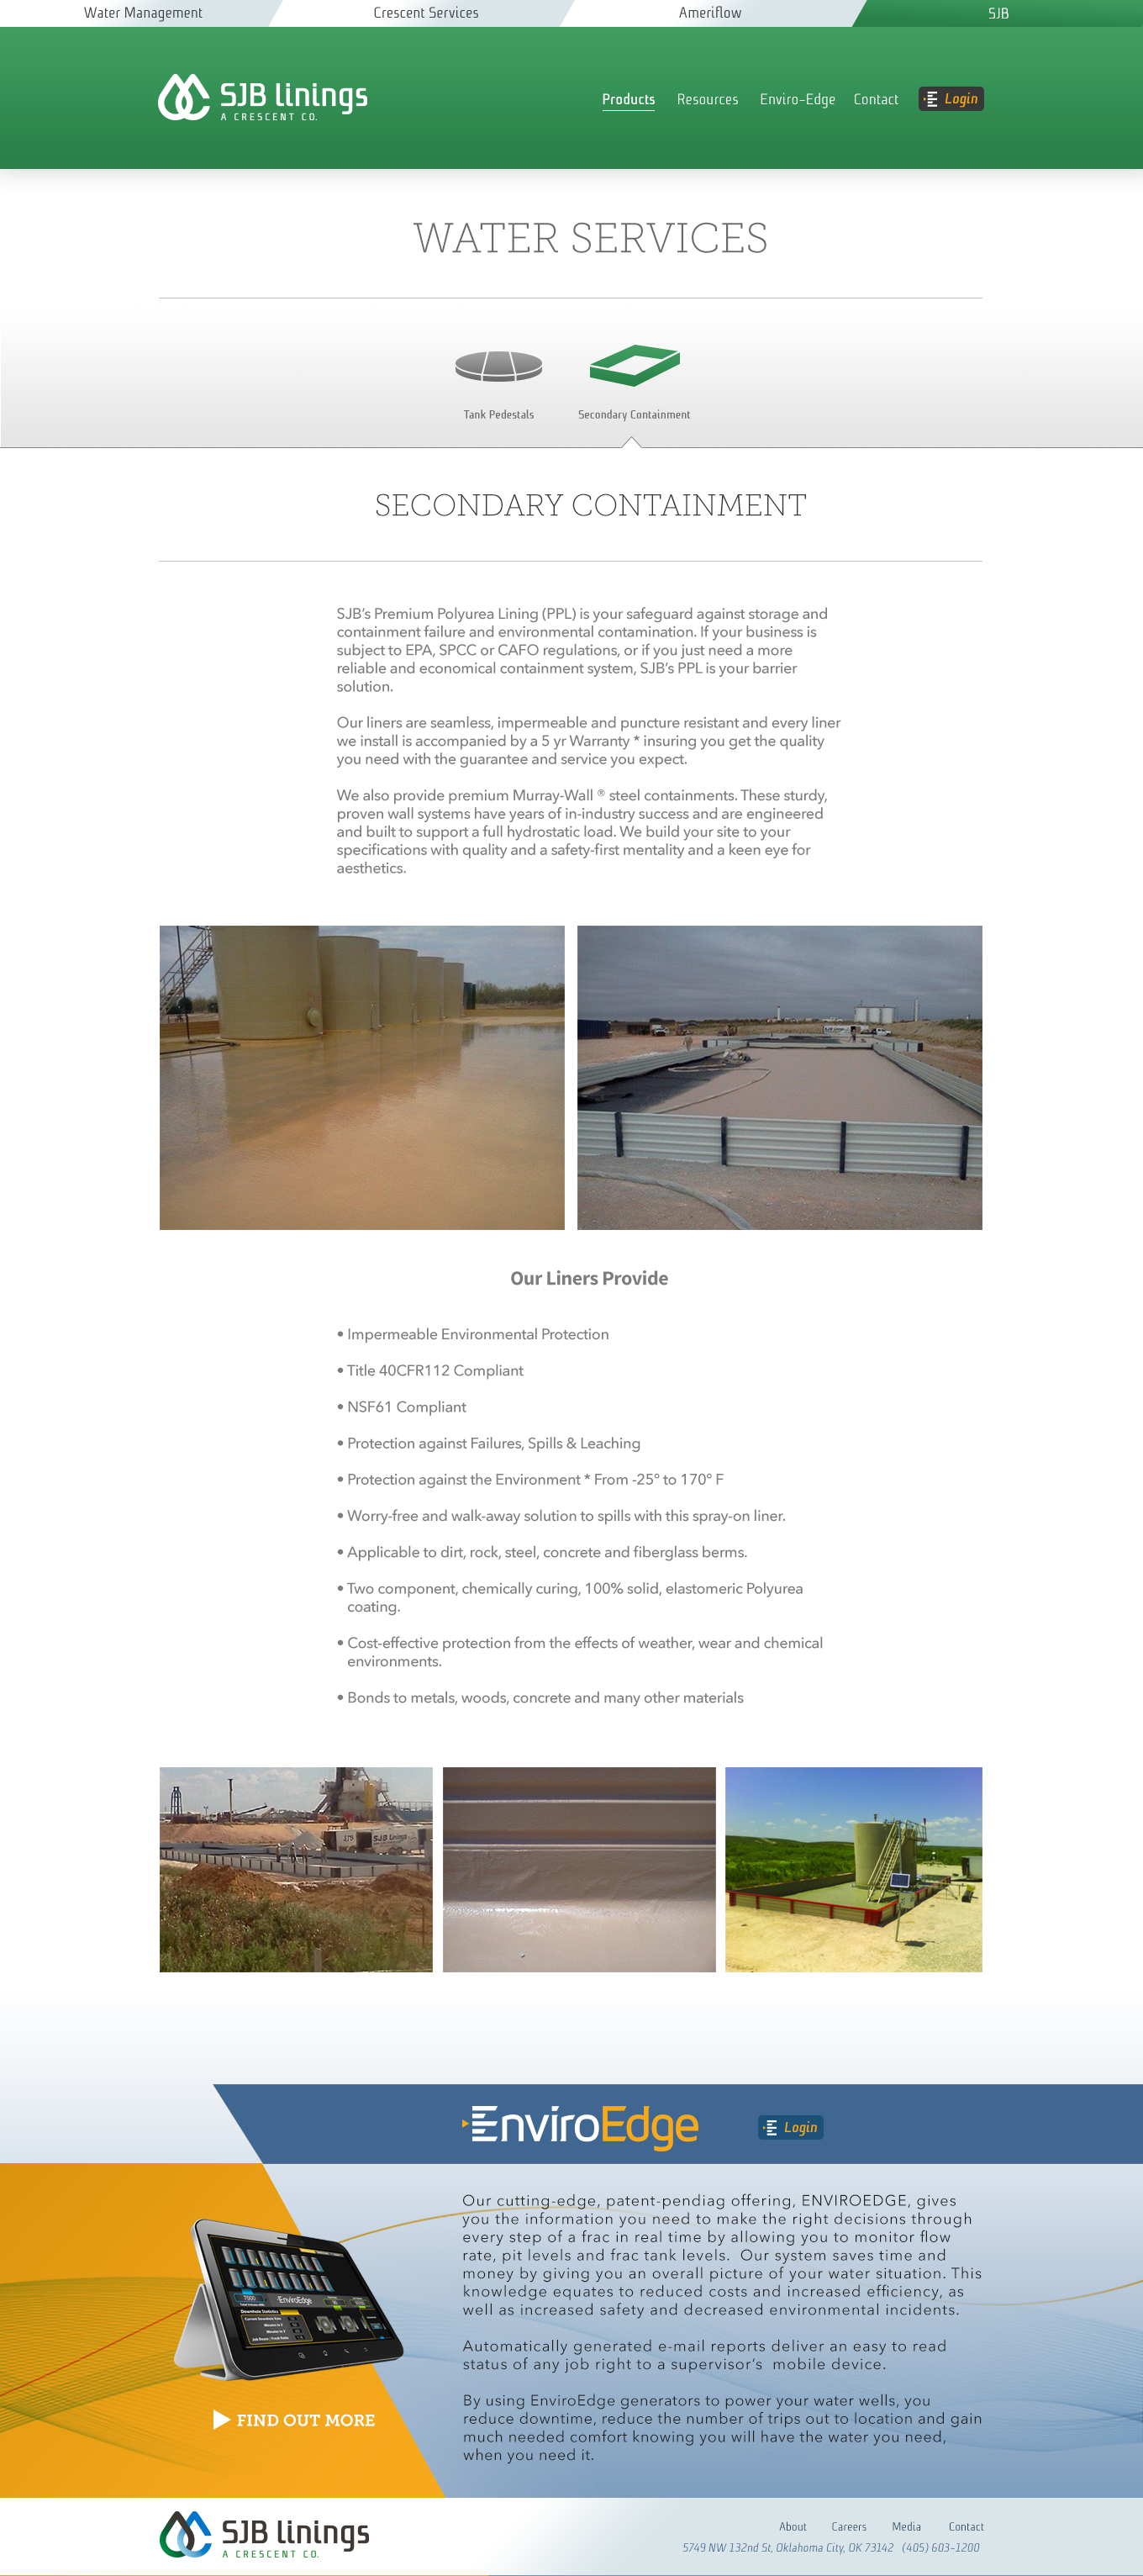 Water Management
Crescent Services
Ameriflow
SJB
SJB linings
A CRESCENT CO.
Products
Resources
Enviro-Edge
Contact
Login
WATER SERVICES
Tank Pedestals
Secondary Containment
SECONDARY CONTAINMENT
SJB's Premium Polyurea Lining (PPL) is your safeguard against storage and
containment failure and environmental contamination. If your business is
subject to EPA, SPCC or CAFO regulations, or if you just need a more
reliable and economical containment system, SJB's PPL is your barrier
solution.
Our liners are seamless, impermeable and puncture resistant and every liner
we install is accompanied by a 5 yr Warranty * insuring you get the quality
you need with the guarantee and service you expect.
We also provide premium Murray-Wall ® steel containments. These sturdy,
proven wall systems have years of in-industry success and are engineered
and built to support a full hydrostatic load. We build your site to your
specifications with quality and a safety-first mentality and a keen eye for
aesthetics.
Our Liners Provide
• Impermeable Environmental Protection
• Title 40CFR112 Compliant
• NSF61 Compliant
• Protection against Failures, Spills & Leaching
• Protection against the Environment * From -25° to 170° F
• Worry-free and walk-away solution to spills with this spray-on liner.
• Applicable to dirt, rock, steel, concrete and fiberglass berms.
• Two component, chemically curing, 100% solid, elastomeric Polyurea
coating.
• Cost-effective protection from the effects of weather, wear and chemical
environments.
• Bonds to metals, woods, concrete and many other materials
SJB linings
EnviroEdge
Login
Our cutting-edge, patent-pendiag offering, ENVIROEDGE, gives
you the information you need to make the right decisions through
every step of a frac in real time by allowing you to monitor flow
rate, pit levels and frac tank levels. Our system saves time and
money by giving you an overall picture of your water situation. This
knowledge equates to reduced costs and increased efficiency, as
well as increased safety and decreased environmental incidents.
Automatically generated e-mail reports deliver an easy to read
status of any job right to a supervisor's mobile device.
By using EnviroEdge generators to power your water wells, you
reduce downtime, reduce the number of trips out to location and gain
much needed comfort knowing you will have the water you need,
when you need it.
EnviroEdge
FIND OUT MORE
SJB linings
A CRESCENT CO.
About
Careers
Media
Contact
5749 NW 132nd St, Oklahoma City, OK 73142 (405) 603-1200